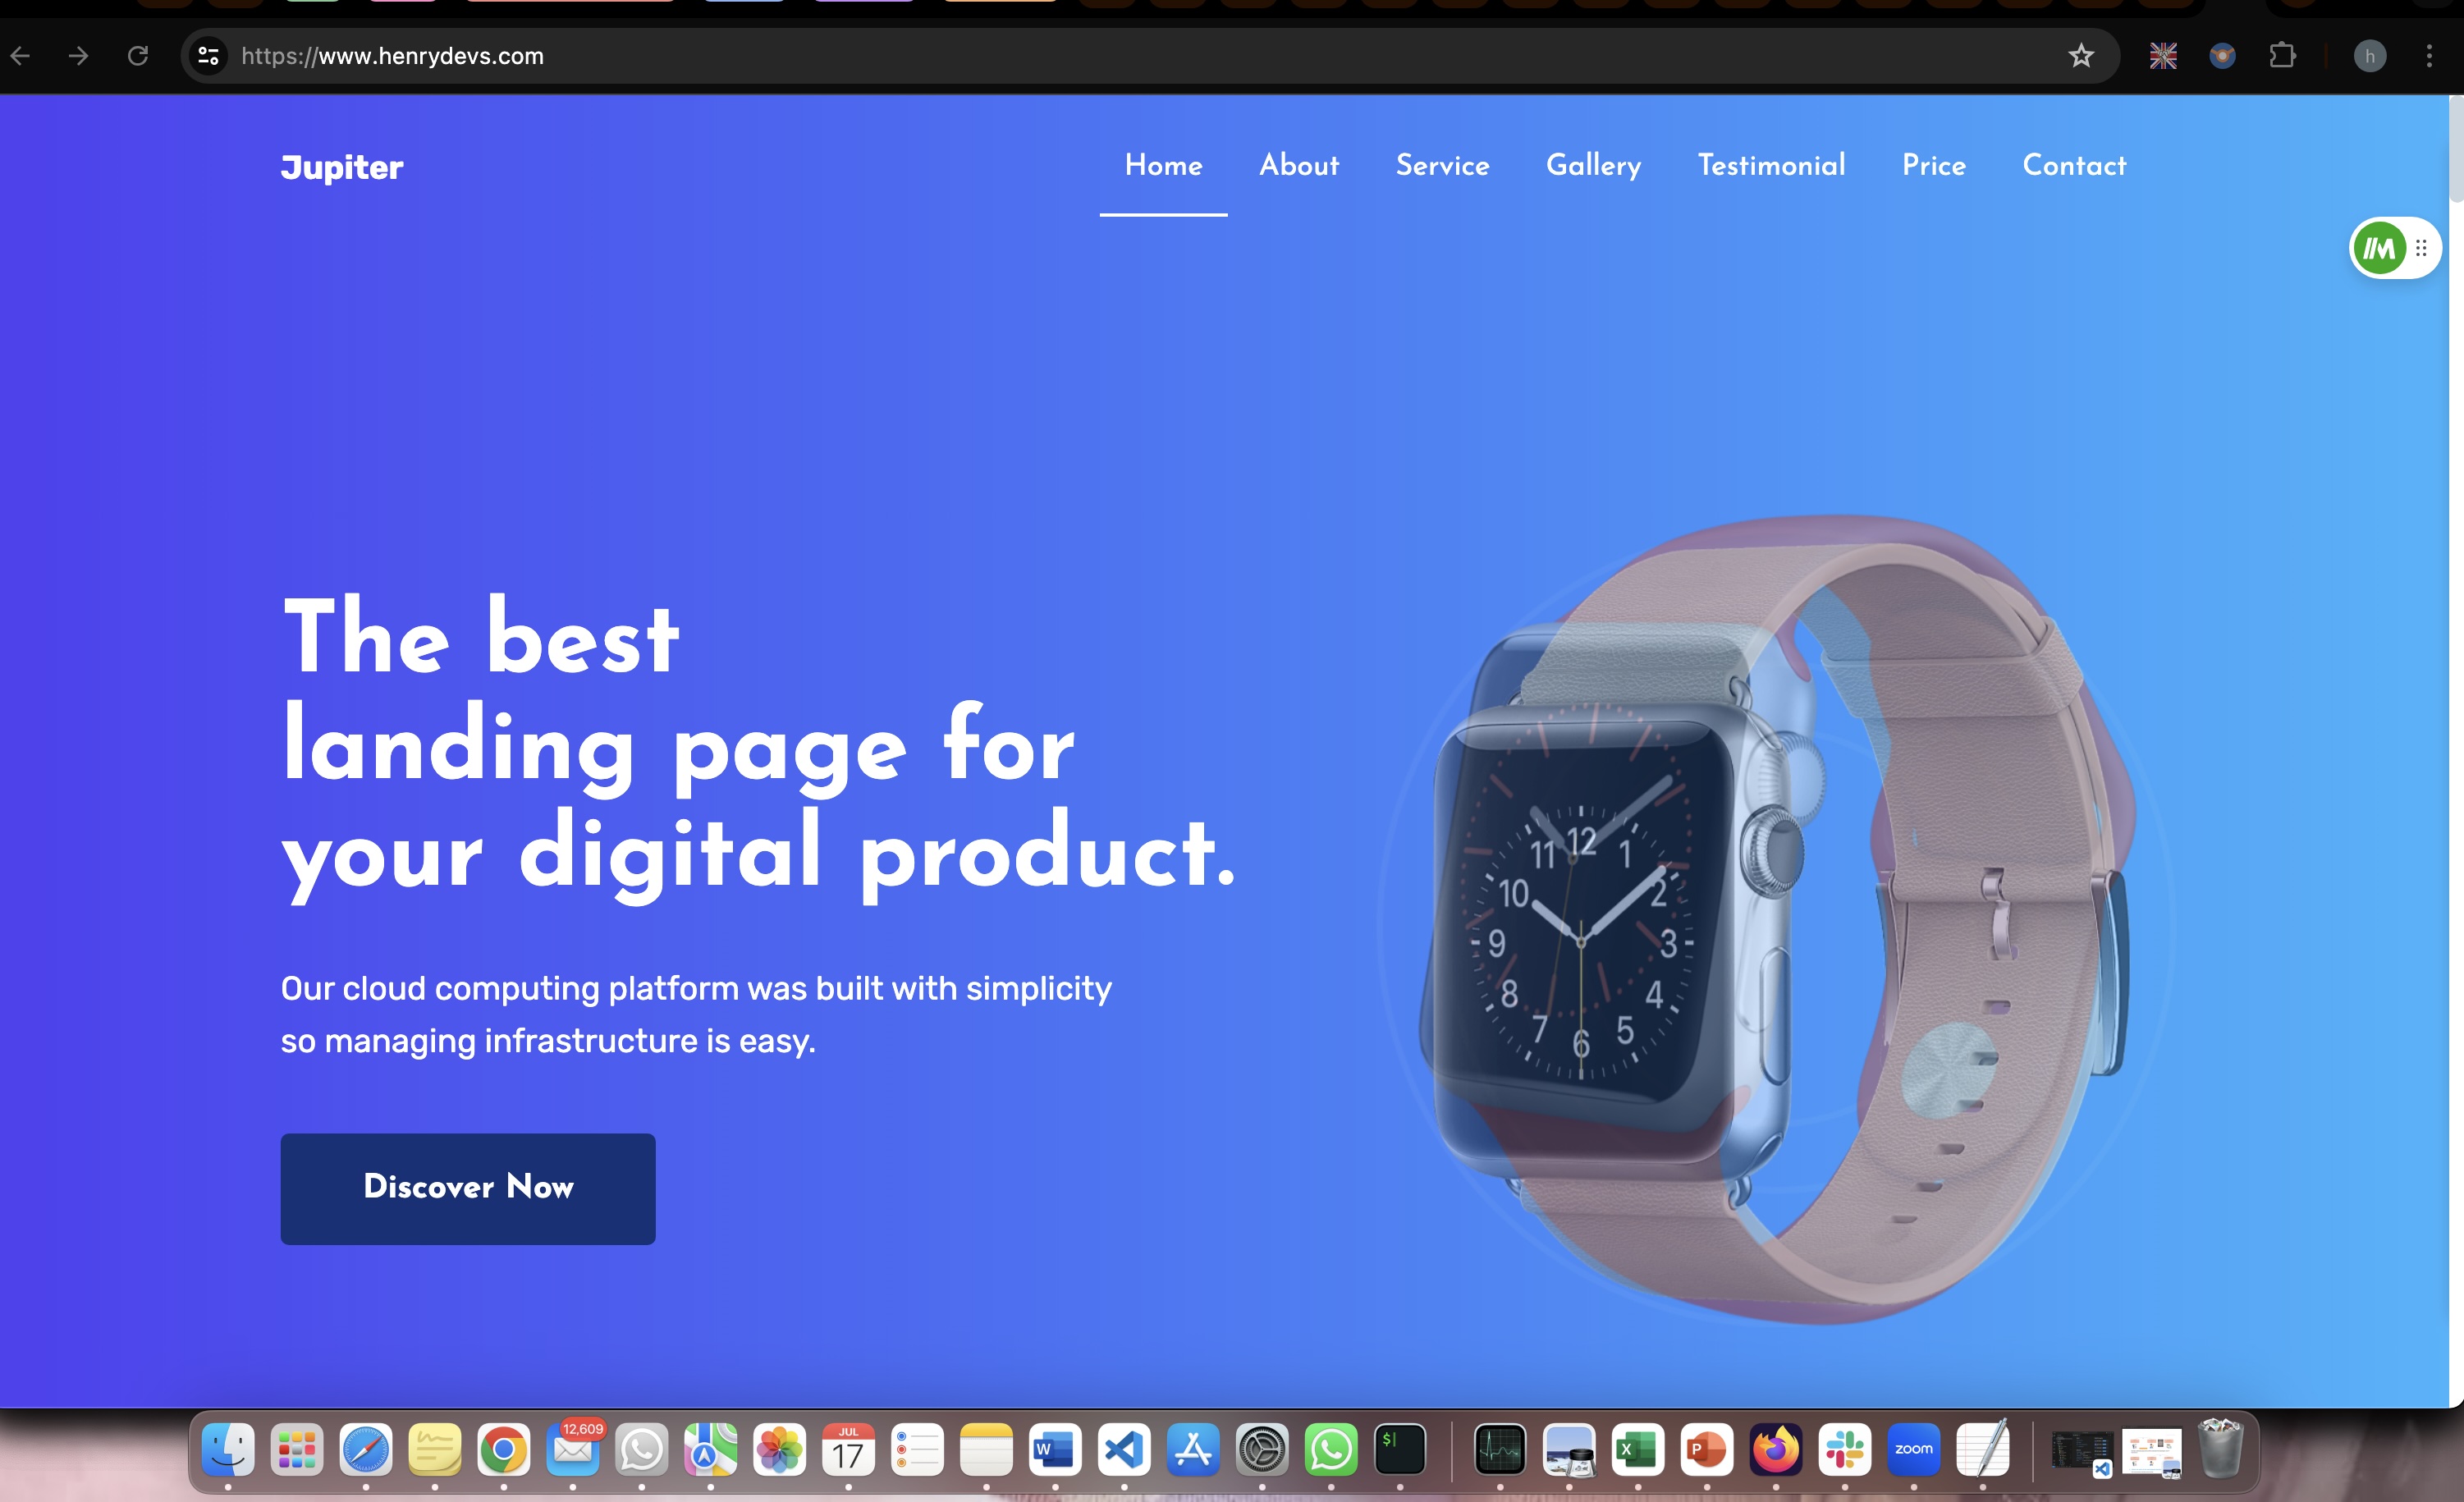 https://www.henrydevs.com
h
Jupiter
Home About Service Gallery Testimonial Price Contact
The best
landing page for
your digital product.
Our cloud computing platform was built with simplicity
so managing infrastructure is easy.
Discover Now
12
11 1
10 2
9 3
8 4
7 5
6
12,609
JUL
17
W
$
X
P
zoom